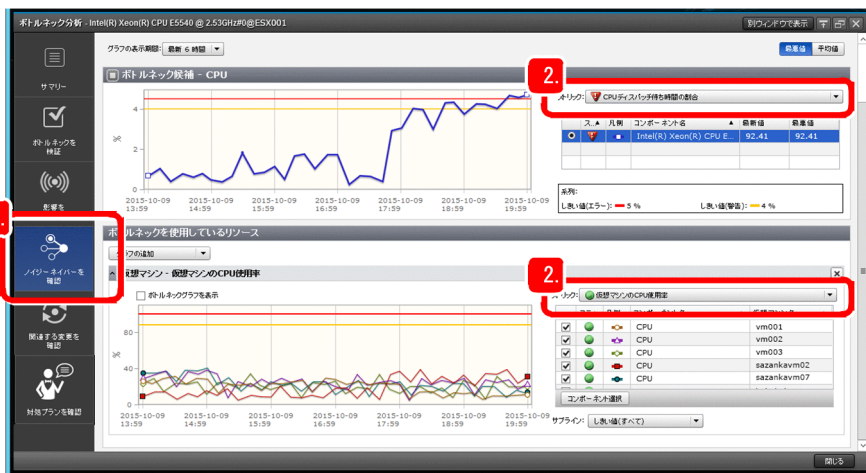 ボトルネック分析 - Intel(R) Xeon(R) CPU E5540 @ 2.53GHz#0@ESX001
別ウィンドウで表示
グラフの表示期間: 最新 6 時間
最悪値 平均値
サマリー
ボトルネックを
検証
影響を
ノイジーネイバーを
確認
関連する変更を
確認
対処プランを確認
ボトルネック候補 - CPU
2.
メトリック: CPUディスパッチ待ち時間の割合
ス..▲ 凡例 コンポーネント名 ▲ 最新値 最悪値
Intel(R) Xeon(R) CPU E... 92.41 92.41
系列:
しきい値(エラー): 5 %
しきい値(警告): 4 %
%
4
2
0
2015-10-09 2015-10-09 2015-10-09 2015-10-09 2015-10-09 2015-10-09 2015-10-09
13:59 14:59 15:59 16:59 17:59 18:59 19:59
ボトルネックを使用しているリソース
グラフの追加
仮想マシン - 仮想マシンのCPU使用率
ボトルネックグラフを表示
2.
メトリック: 仮想マシンのCPU使用率
CPU vm001
CPU vm002
CPU vm003
CPU sazankavm02
CPU sazankavm07
コンポーネント選択
サブライン: しきい値(すべて)
%
80
40
0
2015-10-09 2015-10-09 2015-10-09 2015-10-09 2015-10-09 2015-10-09 2015-10-09
13:59 14:59 15:59 16:59 17:59 18:59 19:59
閉じる